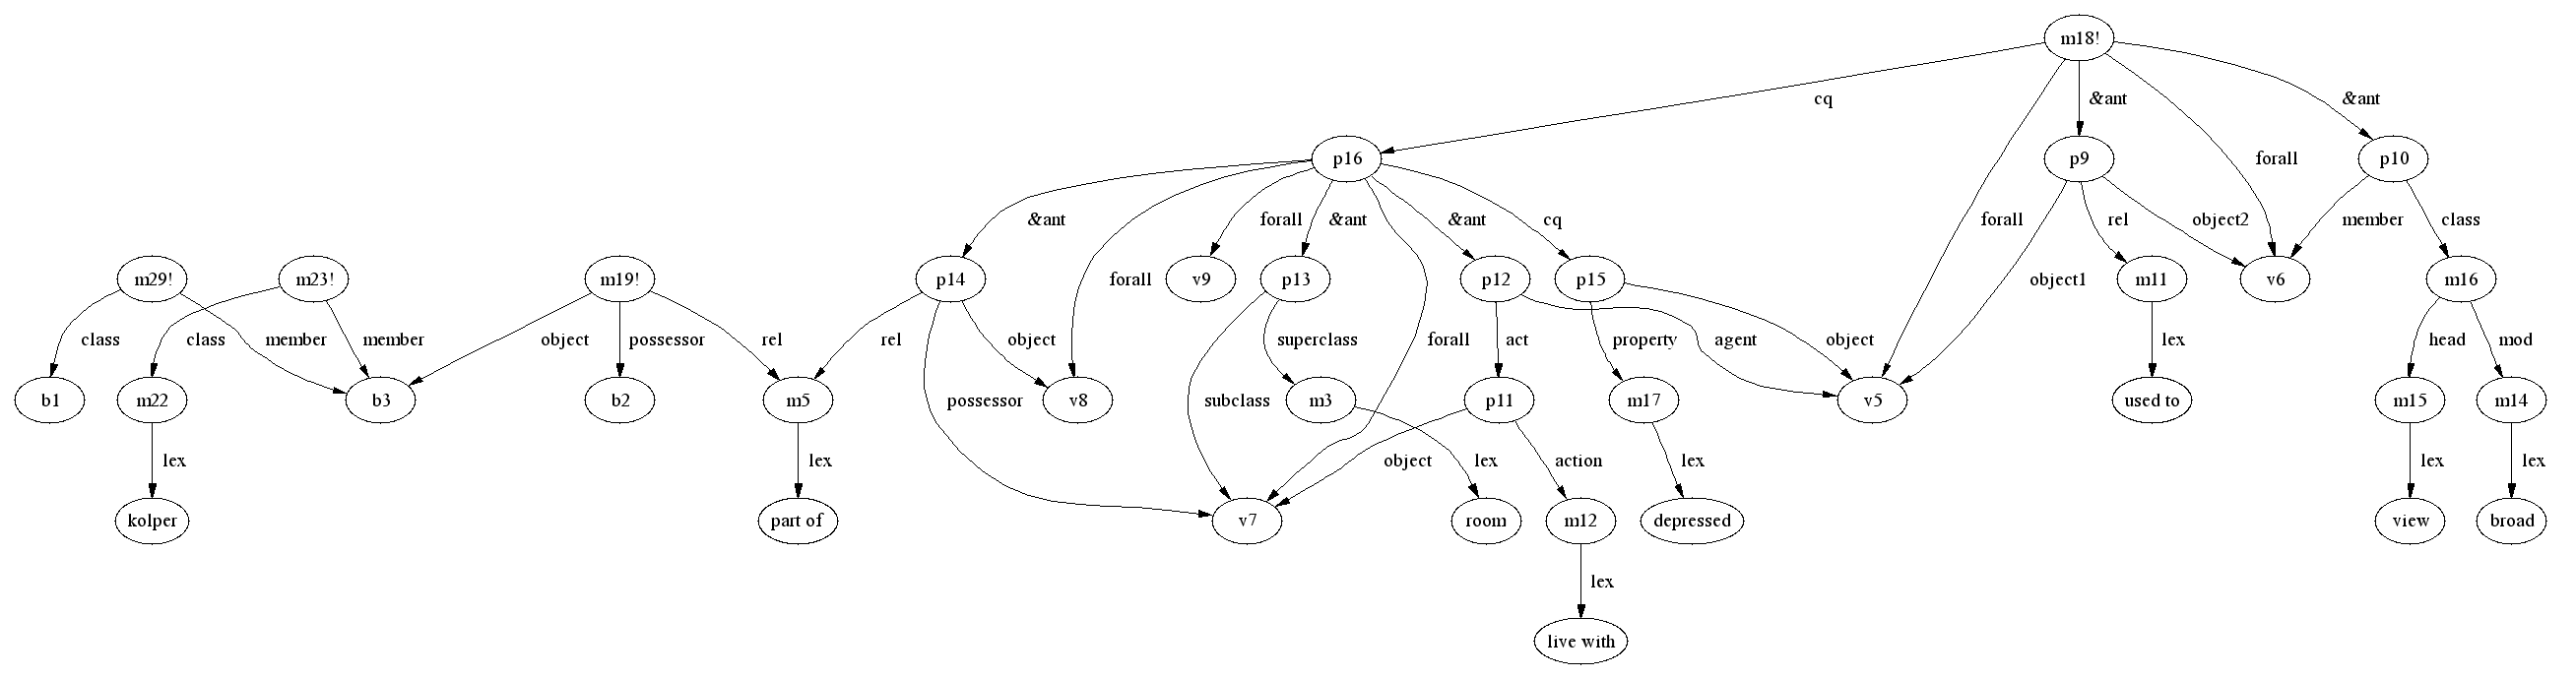 m18!
cq &ant &ant
p16 p9 p10
forall
&ant forall &ant &ant cq forall rel object2 member class
m29! m23! m19! p14 forall v9 p13 p12 p15 object1 m11 v6 m16
class class member member object possessor rel rel object superclass forall act property agent object lex head mod
b1 m22 b3 b2 m5 possessor v8 subclass m3 p11 m17 v5 used to m15 m14
lex lex object lex action lex lex lex
kolper part of v7 room m12 depressed view broad
lex
live with